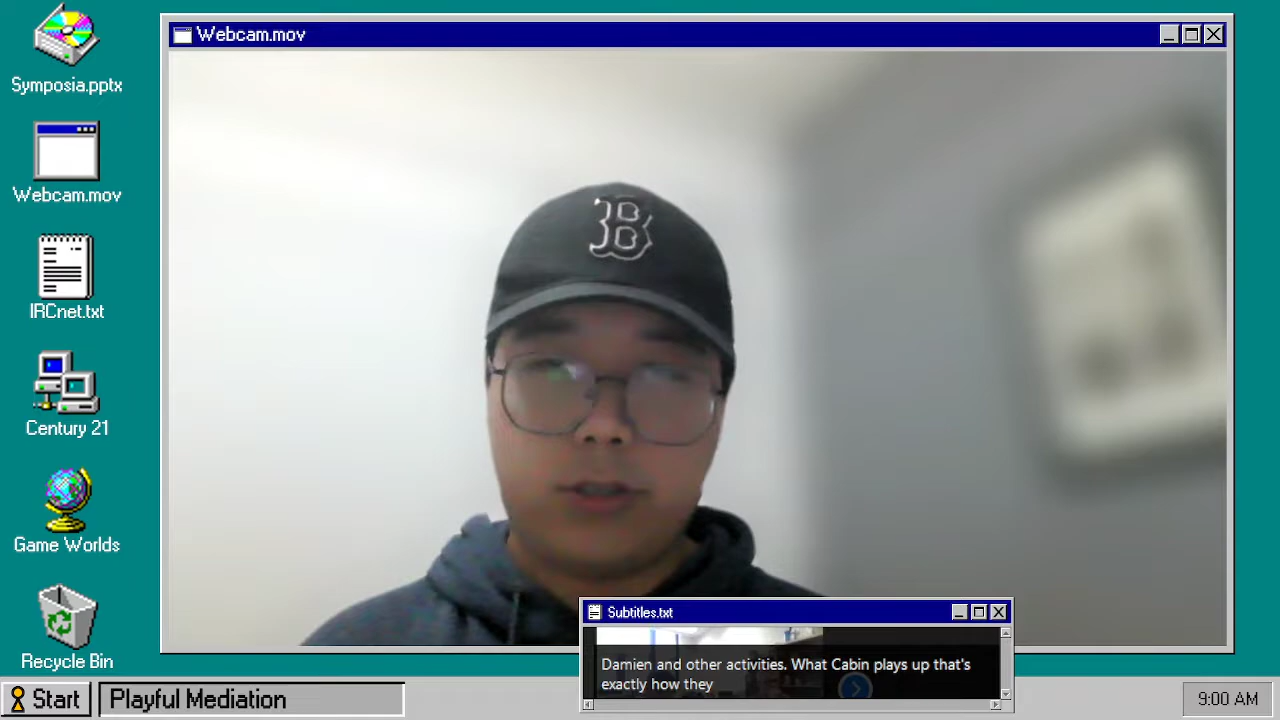 Symposia.pptx
Webcam.mov
IRCnet.txt
Century 21
Game Worlds
Recycle Bin
Webcam.mov
B
Subtitles.txt
Damien and other activities. What Cabin plays up that's
exactly how they
Start
Playful Mediation
9:00 AM